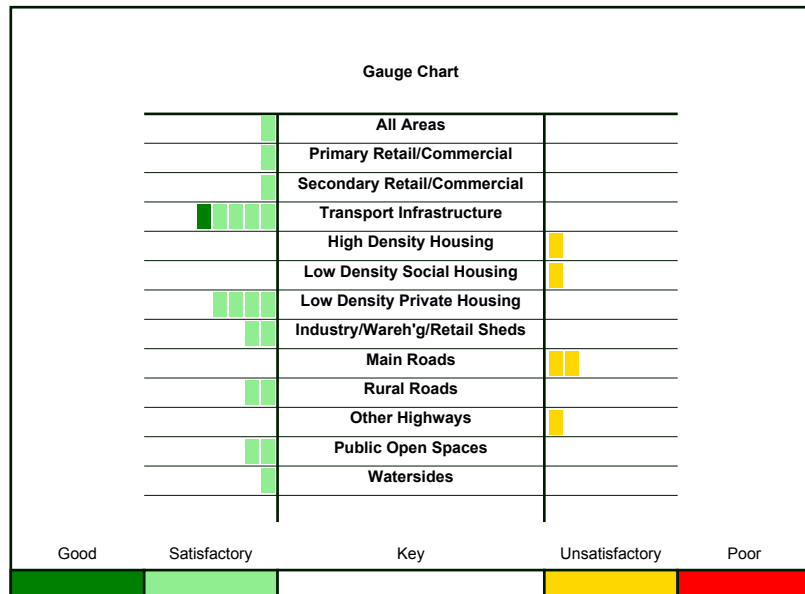 Gauge Chart
All Areas
Primary Retail/Commercial
Secondary Retail/Commercial
Transport Infrastructure
High Density Housing
Low Density Social Housing
Low Density Private Housing
Industry/Wareh'g/Retail Sheds
Main Roads
Rural Roads
Other Highways
Public Open Spaces
Watersides
Good Satisfactory Key Unsatisfactory Poor